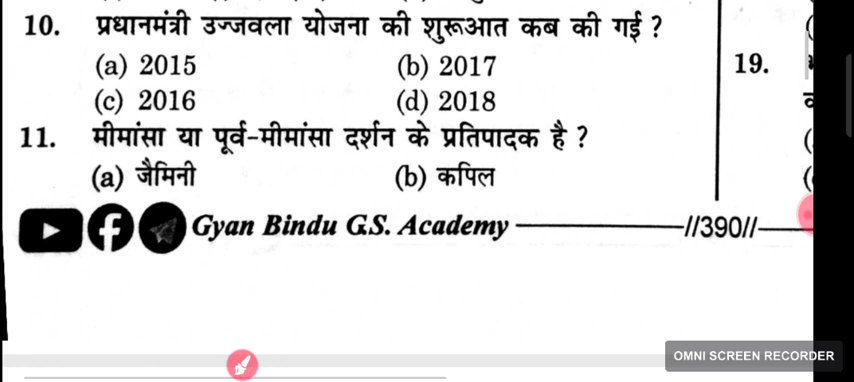 10. प्रधानमंत्री उज्जवला योजना की शुरूआत कब की गई ?
(a) 2015 (b) 2017
(c) 2016 (d) 2018
11. मीमांसा या पूर्व-मीमांसा दर्शन के प्रतिपादक है ?
(a) जैमिनी (b) कपिल
19.
Gyan Bindu G.S. Academy
//390//
OMNI SCREEN RECORDER